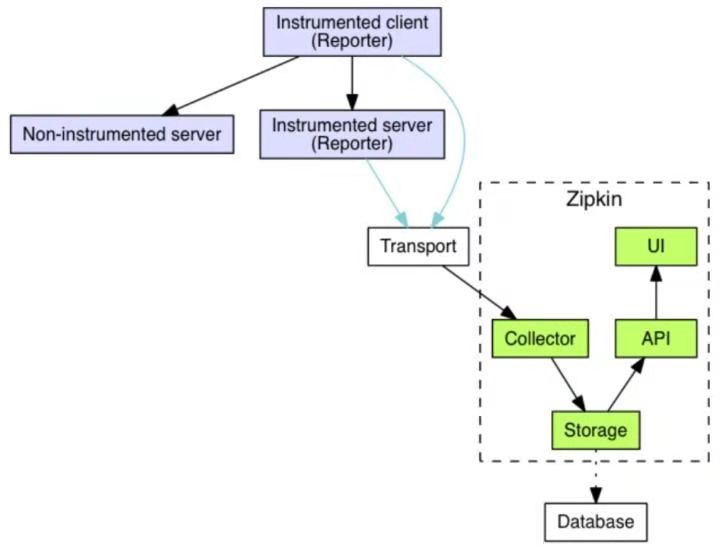 Instrumented client
(Reporter)
Non-instrumented server
Instrumented server
(Reporter)
Zipkin
Transport
UI
Collector
API
Storage
Database